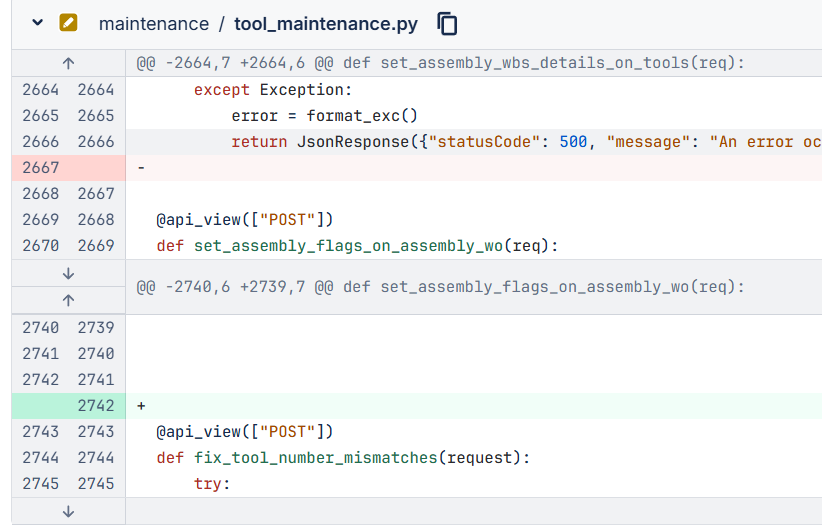 maintenance / tool_maintenance.py
@@ -2664,7 +2664,6 @@ def set_assembly_wbs_details_on_tools(req):
2664 2664 except Exception:
2665 2665 error = format_exc()
2666 2666 return JsonResponse({"statusCode": 500, "message": "An error oc
2667 -
2668 2667
2669 2668 @api_view(["POST"])
2670 2669 def set_assembly_flags_on_assembly_wo(req):
@@ -2740,6 +2739,7 @@ def set_assembly_flags_on_assembly_wo(req):
2740 2739
2741 2740
2742 2741
2742 +
2743 2743 @api_view(["POST"])
2744 2744 def fix_tool_number_mismatches(request):
2745 2745 try: